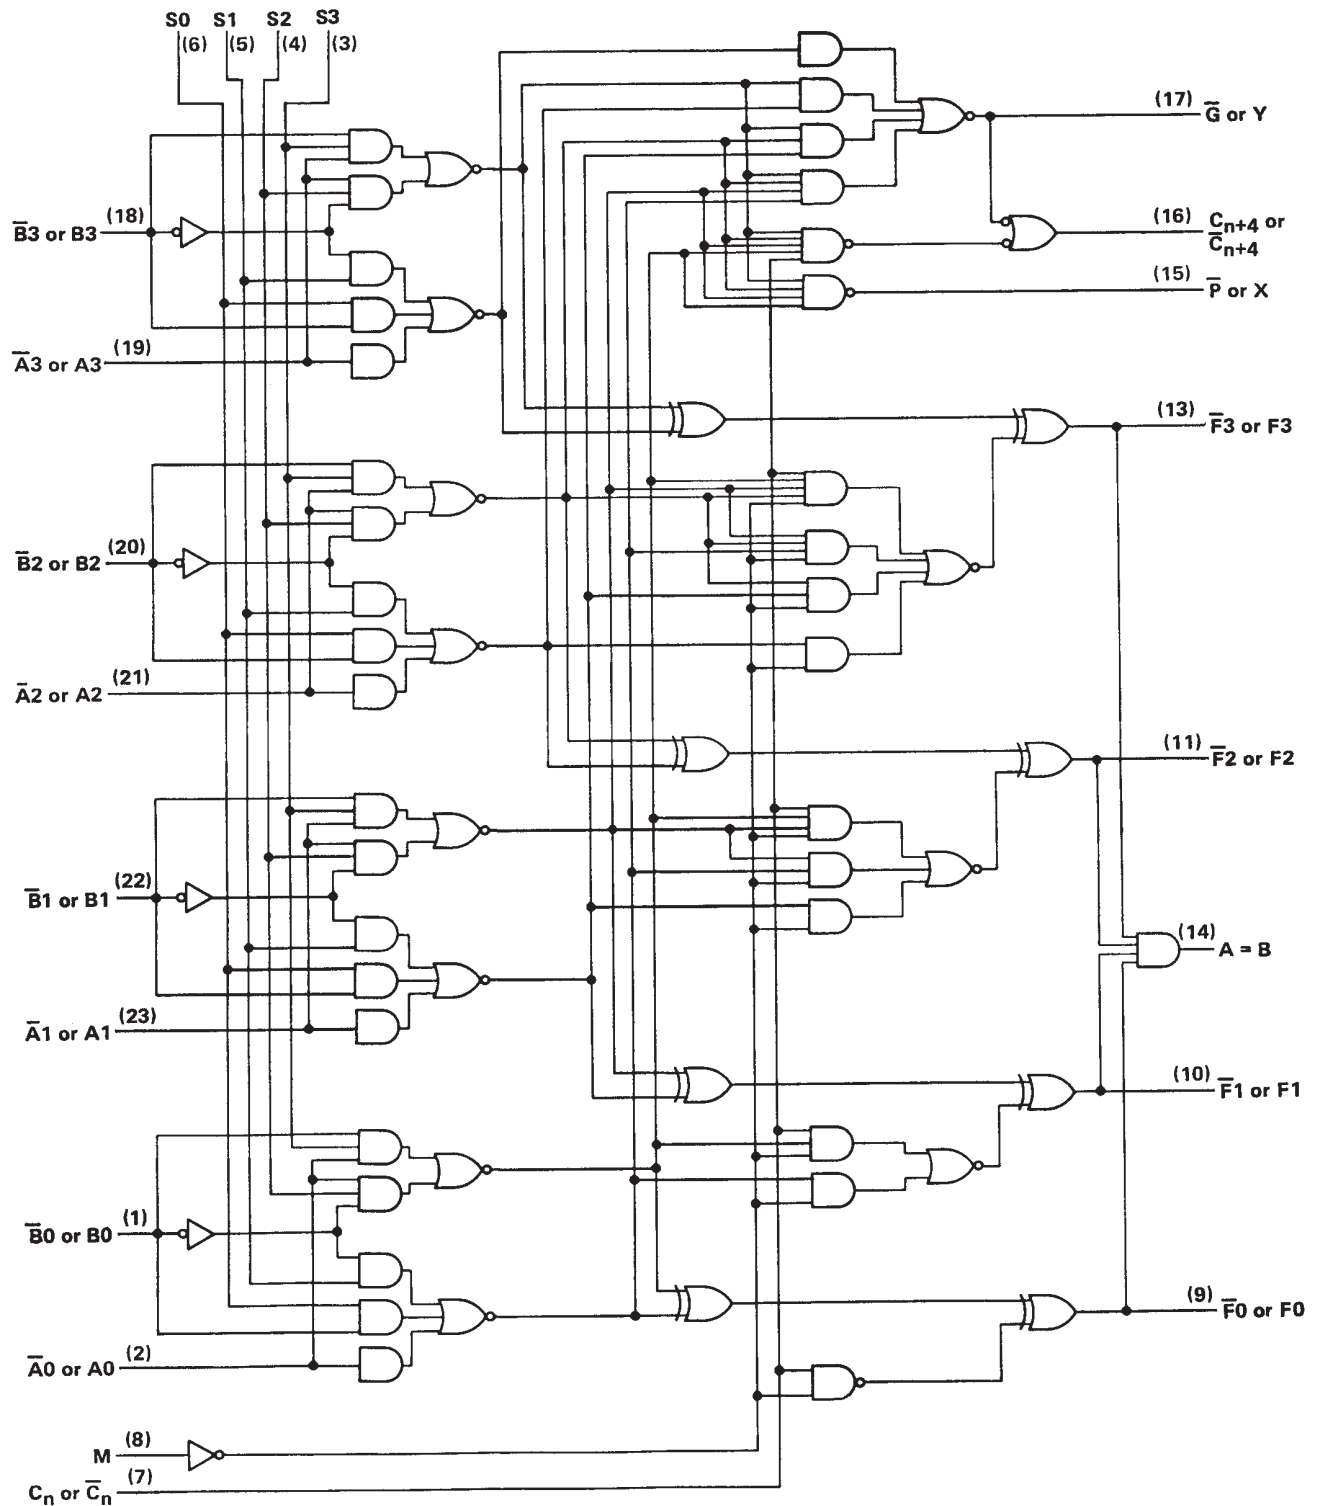 S0 S1 S2 S3
(6) (5) (4) (3)
(17) G̅ or Y
(18) B̅3 or B3
(16) Cn+4 or
C̅n+4
(15) P̅ or X
(19) A̅3 or A3
(13) F̅3 or F3
(20) B̅2 or B2
(21) A̅2 or A2
(11) F̅2 or F2
(22) B̅1 or B1
(14) A = B
(23) A̅1 or A1
(10) F̅1 or F1
(1) B̅0 or B0
(9) F̅0 or F0
(2) A̅0 or A0
M (8)
Cn or C̅n (7)